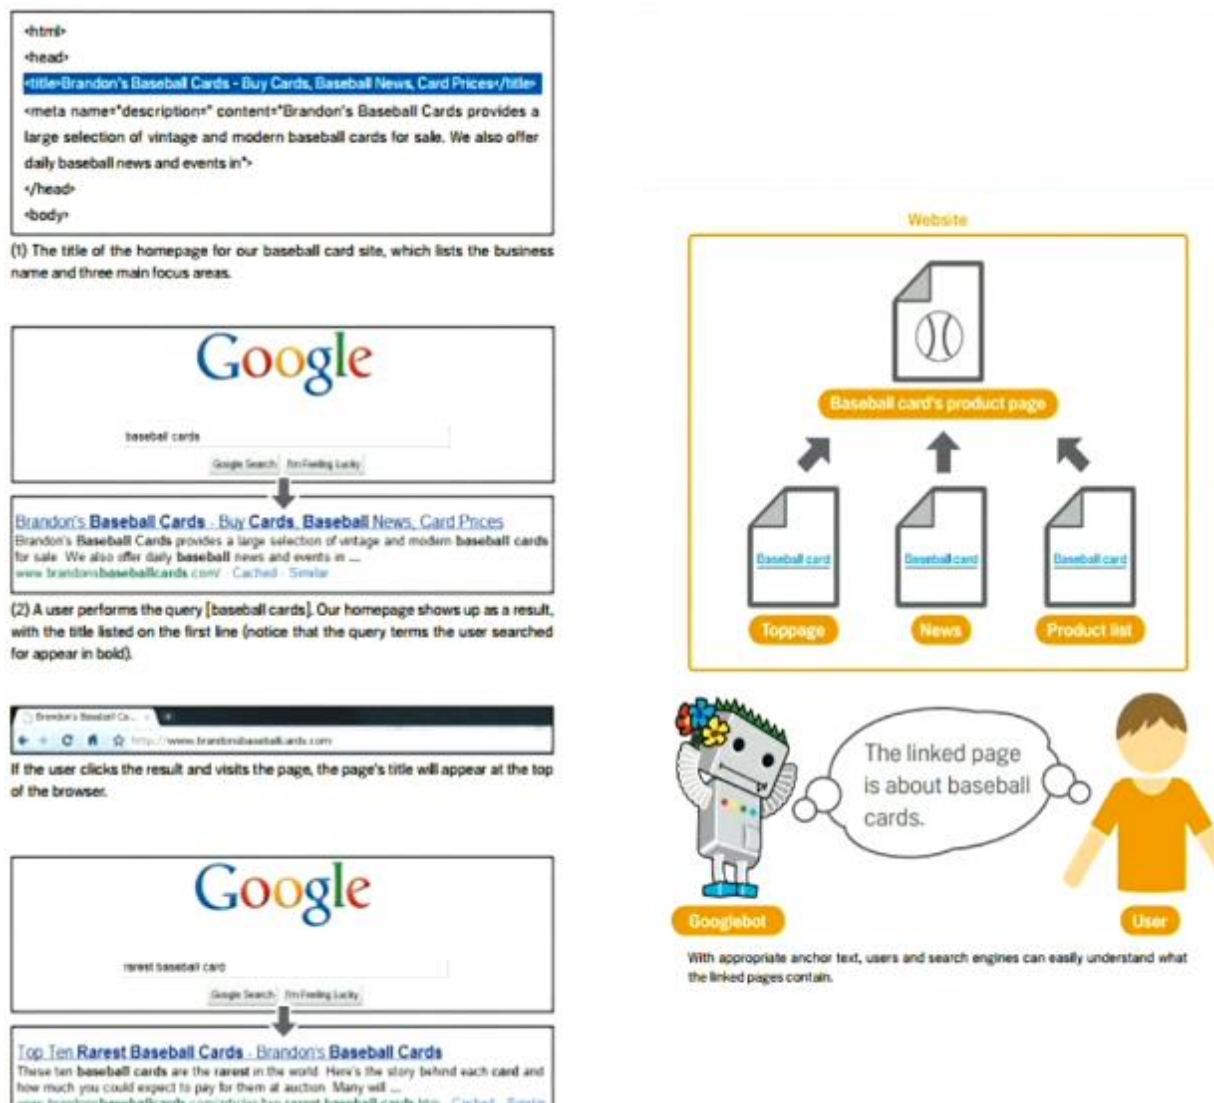 <html>
<head>
<title>Brandon's Baseball Cards - Buy Cards, Baseball News, Card Prices</title>
<meta name="description=" content="Brandon's Baseball Cards provides a
large selection of vintage and modern baseball cards for sale. We also offer
daily baseball news and events in">
</head>
<body>
(1) The title of the homepage for our baseball card site, which lists the business
name and three main focus areas.
Google
baseball cards
Google Search I'm Feeling Lucky
Brandon's Baseball Cards - Buy Cards, Baseball News, Card Prices
Brandon's Baseball Cards provides a large selection of vintage and modern baseball cards
for sale. We also offer daily baseball news and events in ...
www.brandonsbaseballcards.com/ - Cached - Similar
(2) A user performs the query [baseball cards]. Our homepage shows up as a result,
with the title listed on the first line (notice that the query terms the user searched
for appear in bold).
Brandon's Baseball Ca...
http://www.brandonsbaseballcards.com
If the user clicks the result and visits the page, the page's title will appear at the top
of the browser.
Google
rarest baseball card
Google Search I'm Feeling Lucky
Top Ten Rarest Baseball Cards - Brandon's Baseball Cards
These ten baseball cards are the rarest in the world. Here's the story behind each card and
how much you could expect to pay for them at auction. Many will ...
Cached - Similar
Website
Baseball card's product page
Baseball card
Baseball card
Baseball card
Toppage
News
Product list
The linked page
is about baseball
cards.
Googlebot
User
With appropriate anchor text, users and search engines can easily understand what
the linked pages contain.